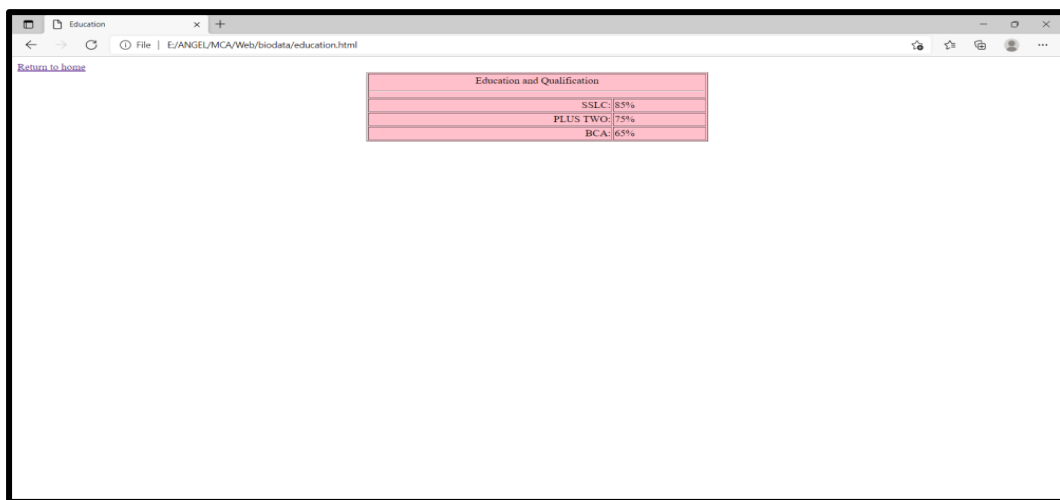 Education
File | E:/ANGEL/MCA/Web/biodata/education.html
Return to home
Education and Qualification
SSLC: 85%
PLUS TWO: 75%
BCA: 65%